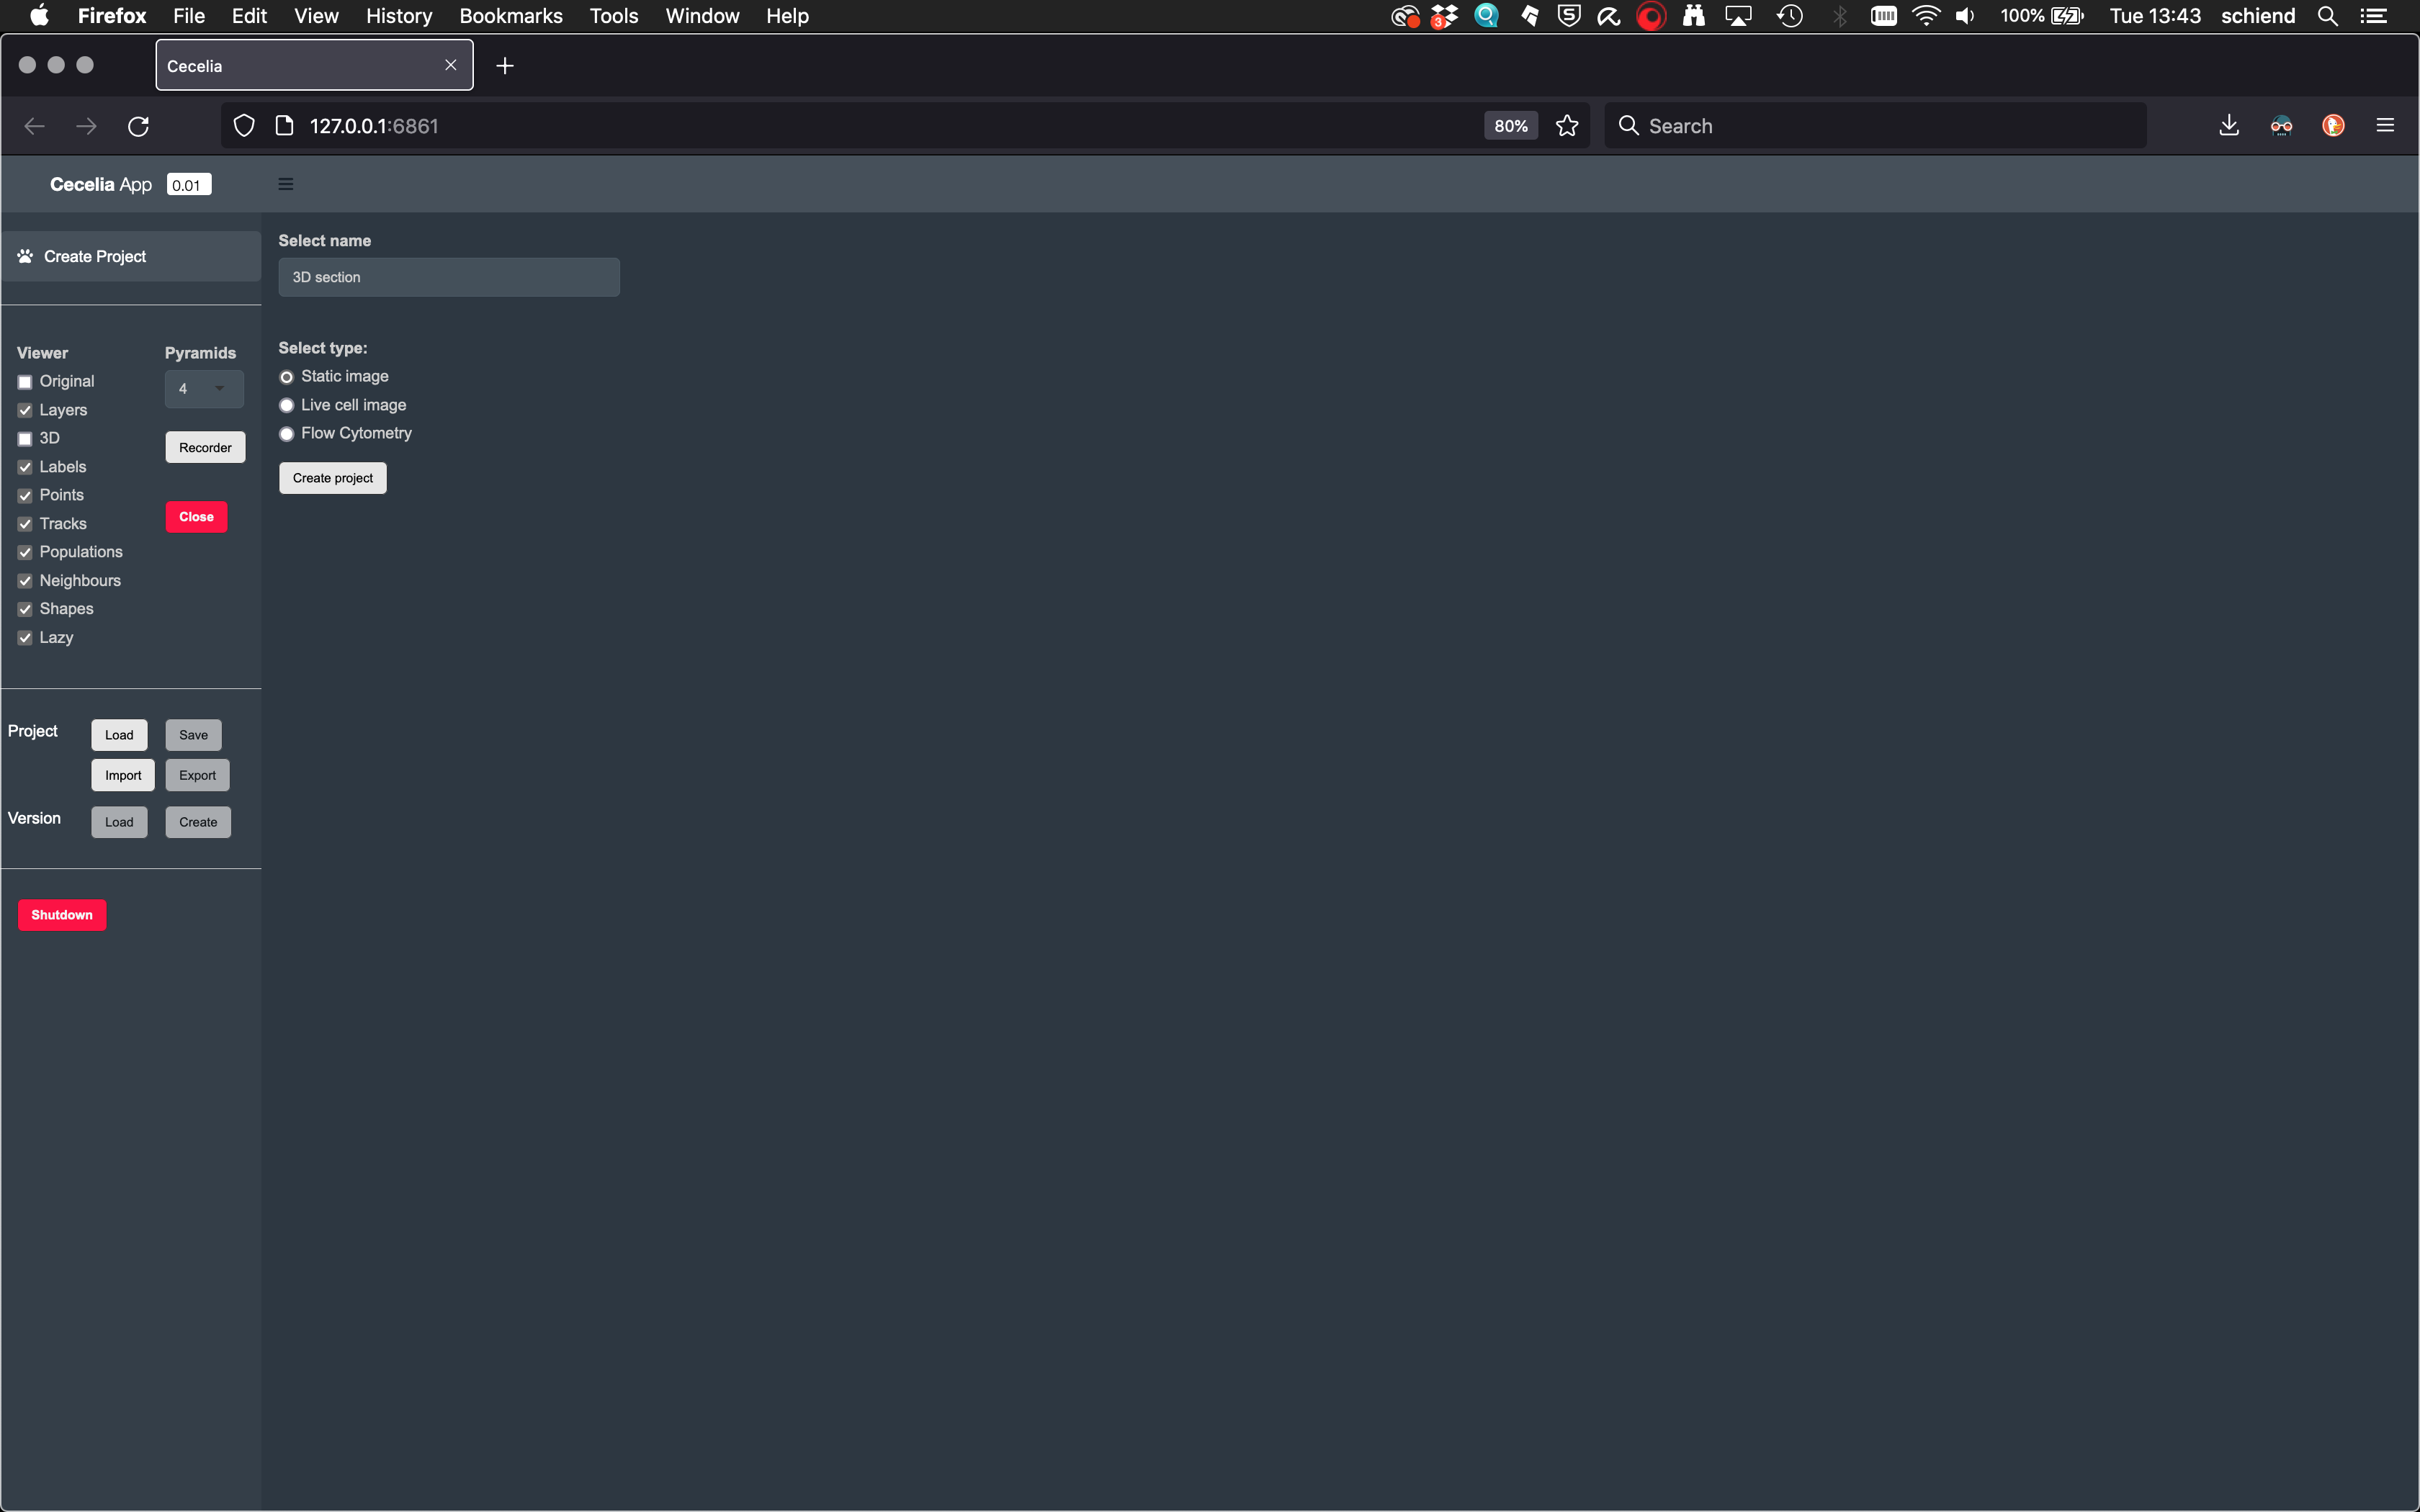 Firefox File Edit View History Bookmarks Tools Window Help 3 100% Tue 13:43 schiend
Cecelia
127.0.0.1:6861 80% Search
Cecelia App 0.01
Create Project
Select name
3D section
Select type:
Static image
Live cell image
Flow Cytometry
Create project
Viewer Pyramids
Original 4
Layers
3D Recorder
Labels
Points
Tracks Close
Populations
Neighbours
Shapes
Lazy
Project Load Save
Import Export
Version Load Create
Shutdown